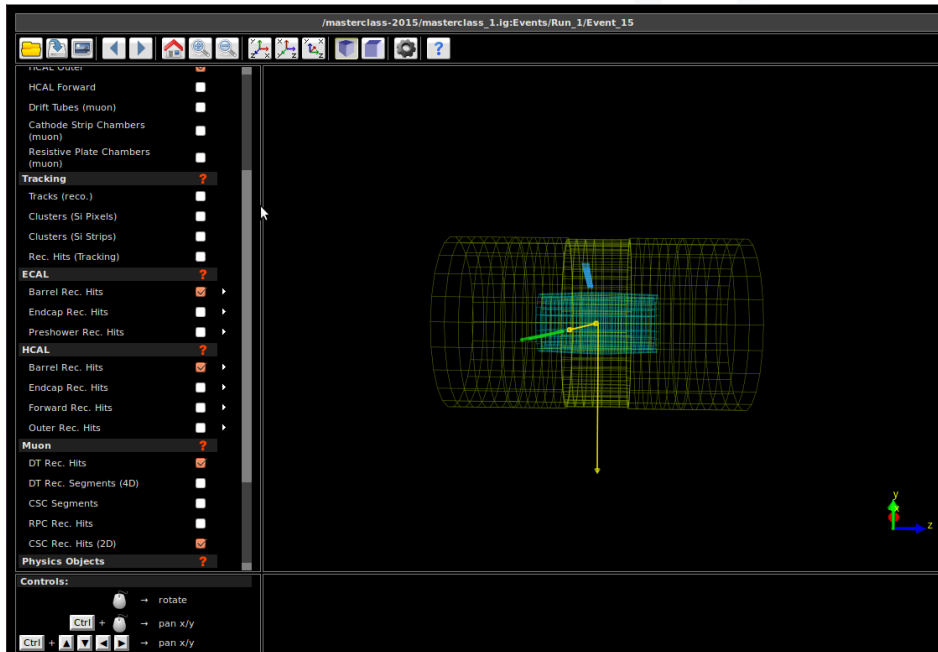 /masterclass-2015/masterclass_1.ig:Events/Run_1/Event_15
?
HCAL Outer
HCAL Forward
Drift Tubes (muon)
Cathode Strip Chambers
(muon)
Resistive Plate Chambers
(muon)
Tracking ?
Tracks (reco.)
Clusters (Si Pixels)
Clusters (Si Strips)
Rec. Hits (Tracking)
ECAL ?
Barrel Rec. Hits
Endcap Rec. Hits
Preshower Rec. Hits
HCAL ?
Barrel Rec. Hits
Endcap Rec. Hits
Forward Rec. Hits
Outer Rec. Hits
Muon ?
DT Rec. Hits
DT Rec. Segments (4D)
CSC Segments
RPC Rec. Hits
CSC Rec. Hits (2D)
Physics Objects ?
y
z
Controls:
→ rotate
Ctrl + → pan x/y
Ctrl + ▲ ▼ ◀ ▶ → pan x/y